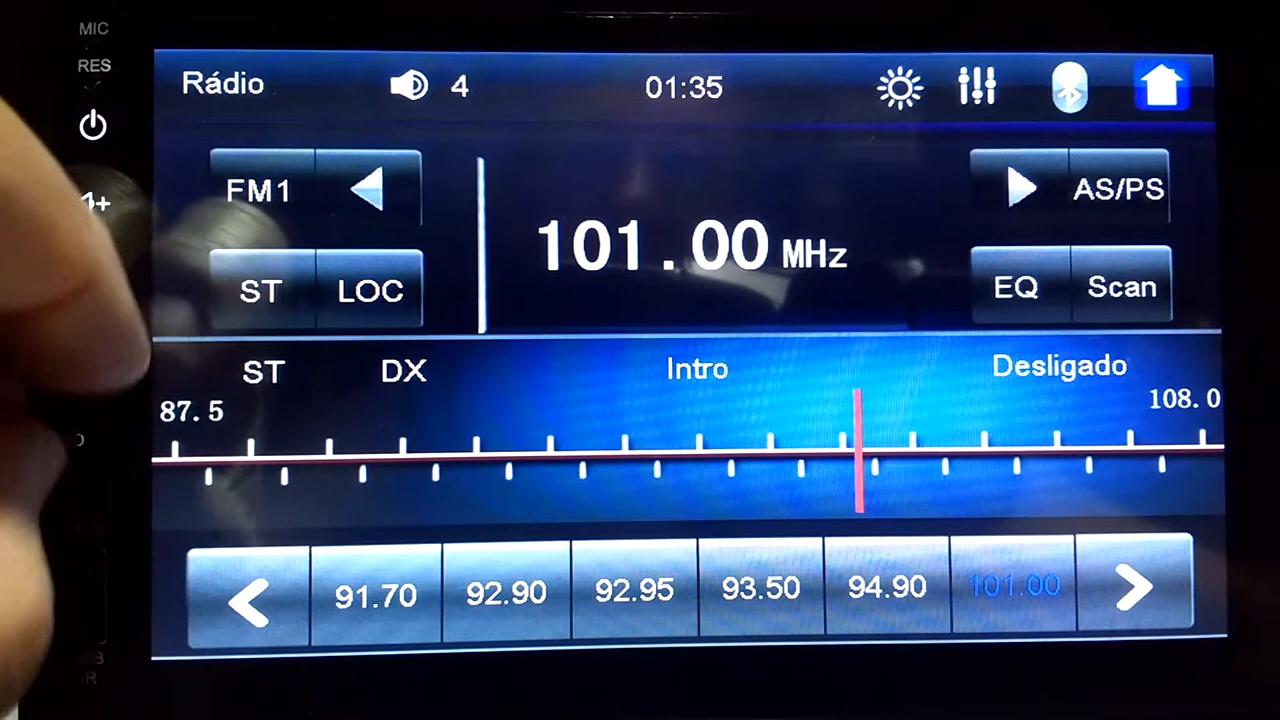 MIC
RES
Rádio 4 01:35
FM1 AS/PS
101.00 MHz
ST LOC EQ Scan
ST DX Intro Desligado
87.5 108.0
91.70 92.90 92.95 93.50 94.90 101.00